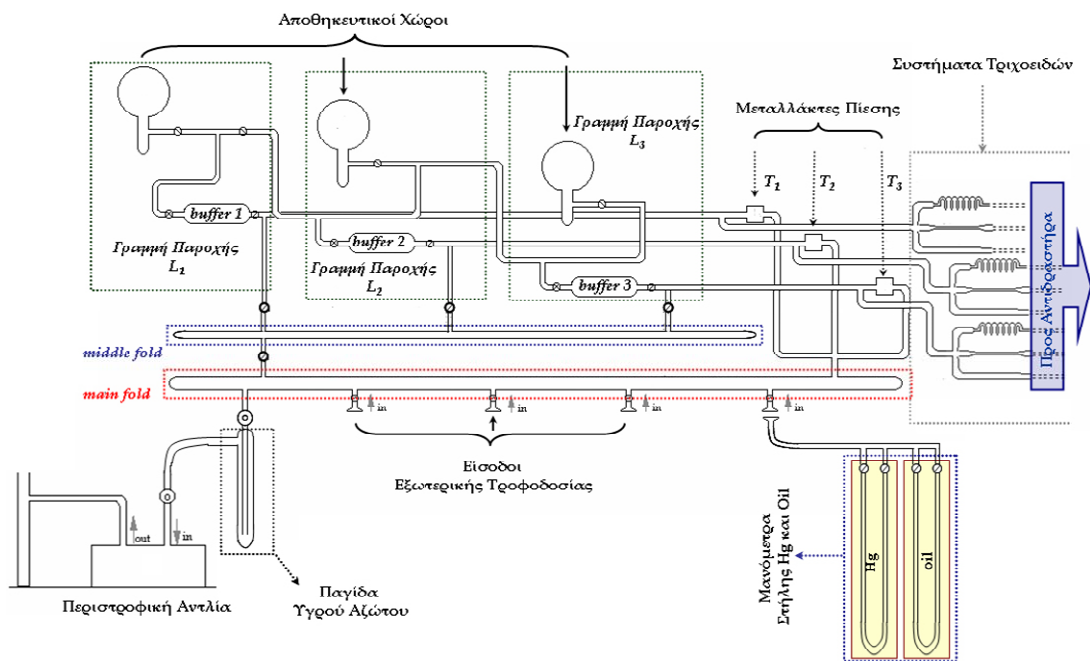 Αποθηκευτικοί Χώροι
Συστήματα Τριχοειδών
Μεταλλάκτες Πίεσης
Γραμμή Παροχής
L1
Γραμμή Παροχής
L2
Γραμμή Παροχής
L3
T1
T2
T3
buffer 1
buffer 2
buffer 3
Προς Αντιδραστήρα
middle fold
main fold
in
in
in
in
Είσοδοι
Εξωτερικής Τροφοδοσίας
out
in
Περιστροφική Αντλία
Παγίδα
Υγρού Αζώτου
Μανόμετρα
Στήλης Hg και Oil
Hg
oil